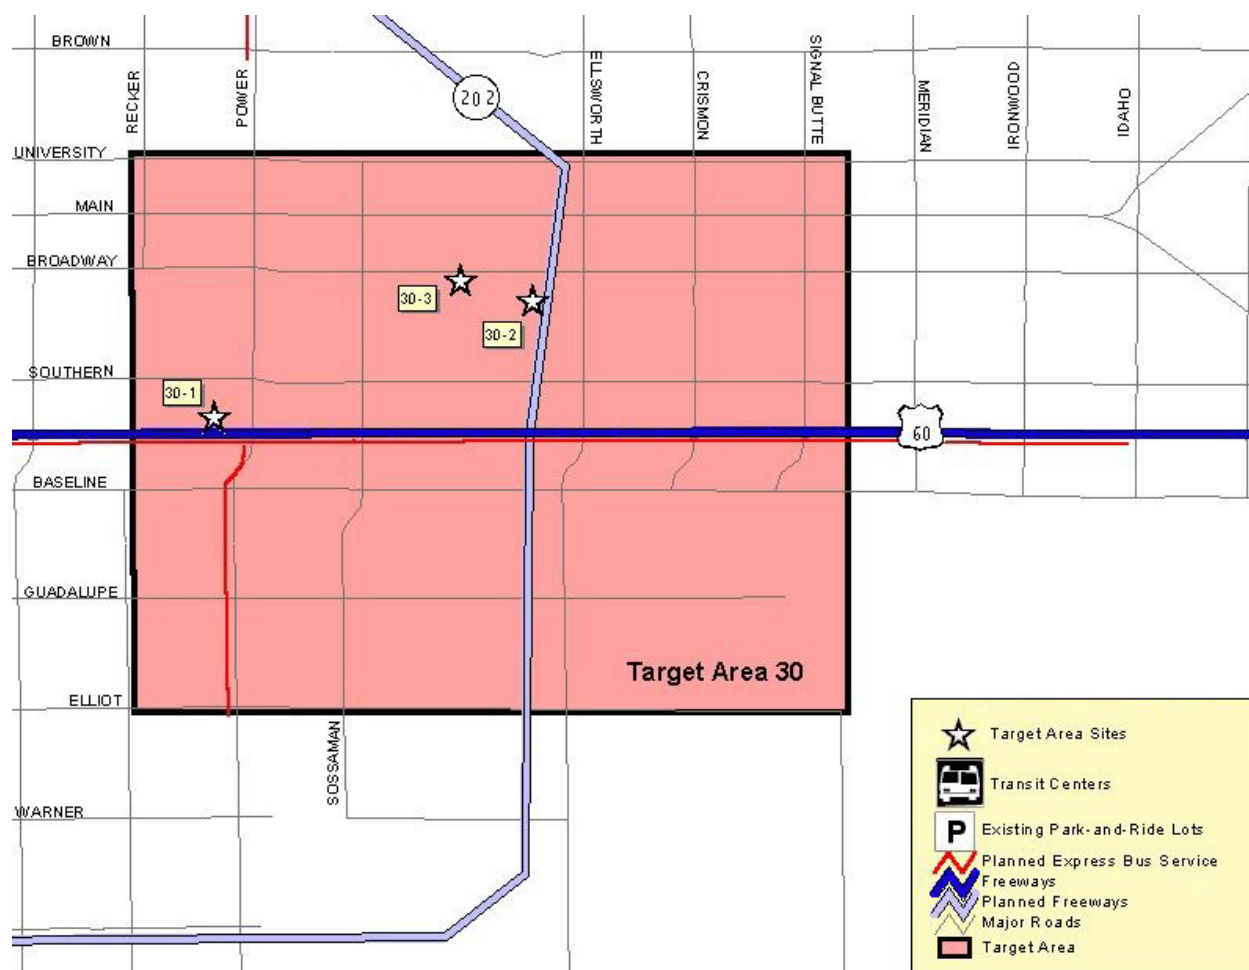 BROWN
RECKER
POWER
202
ELLSWORTH
CRISMON
SIGNAL BUTTE
MERIDIAN
IRONWOOD
IDAHO
UNIVERSITY
MAIN
BROADWAY
30-3
30-2
SOUTHERN
30-1
60
BASELINE
GUADALUPE
Target Area 30
ELLIOT
SOSSAMAN
WARNER
Target Area Sites
Transit Centers
P Existing Park-and-Ride Lots
Planned Express Bus Service
Freeways
Planned Freeways
Major Roads
Target Area